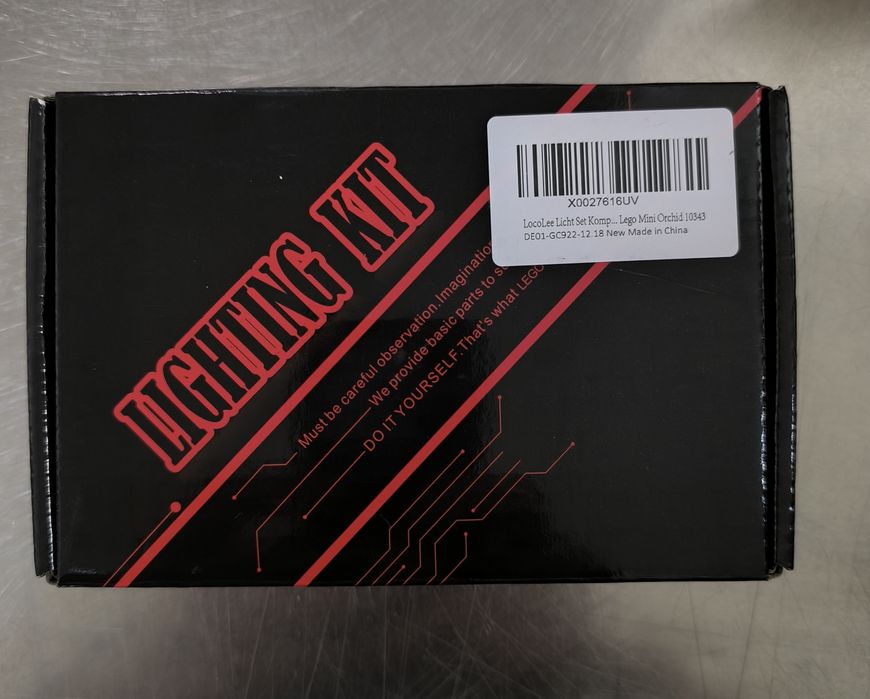 LIGHTING KIT
X0027616UV
LocoLee Licht Set Komp... Lego Mini Orchid 10343
DE01-GC922-12.18 New Made in China
Must be careful observation. Imagination
We provide basic parts to
DO IT YOURSELF. That's what LEGO